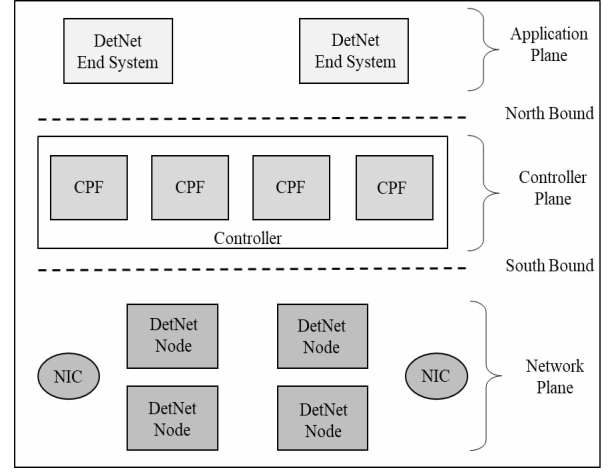 DetNet
End System
DetNet
End System
Application
Plane
North Bound
CPF
CPF
CPF
CPF
Controller
Controller
Plane
South Bound
DetNet
Node
DetNet
Node
NIC
NIC
DetNet
Node
DetNet
Node
Network
Plane